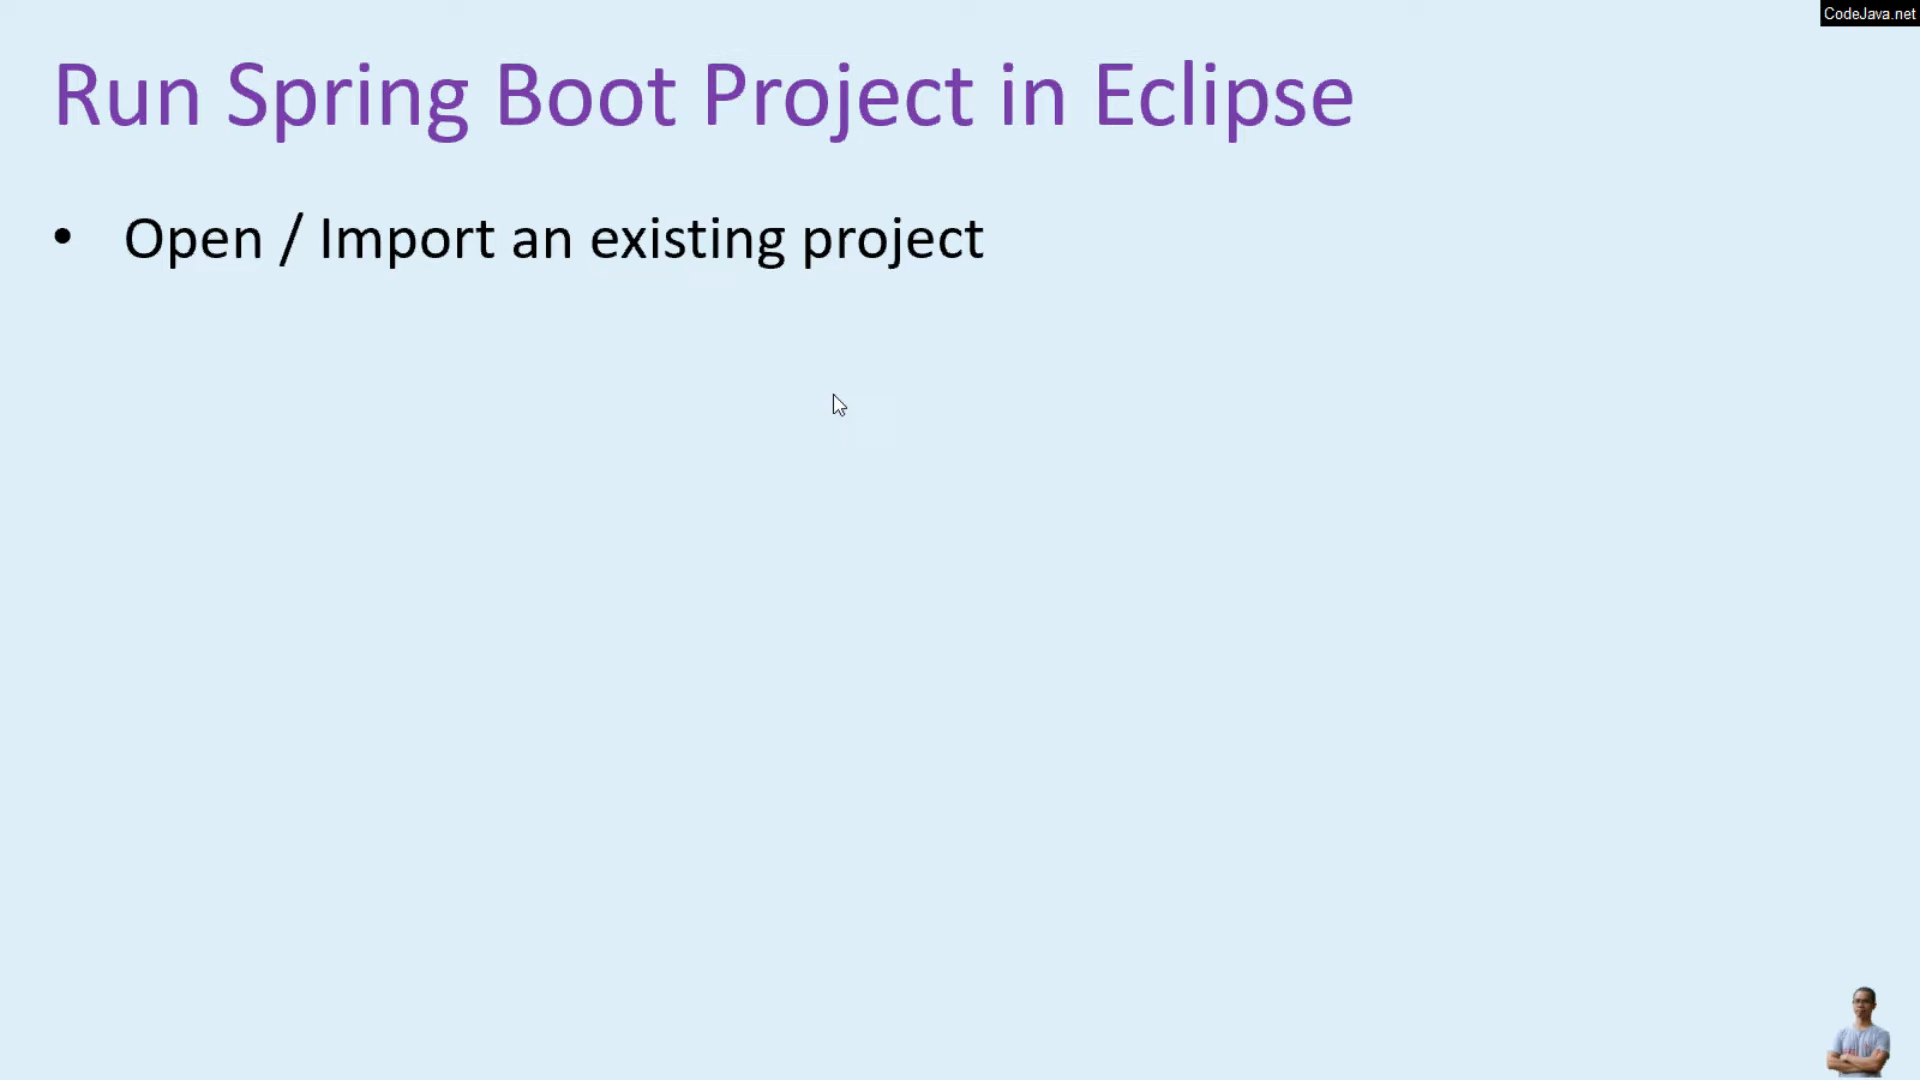 CodeJava.net
Run Spring Boot Project in Eclipse
• Open / Import an existing project